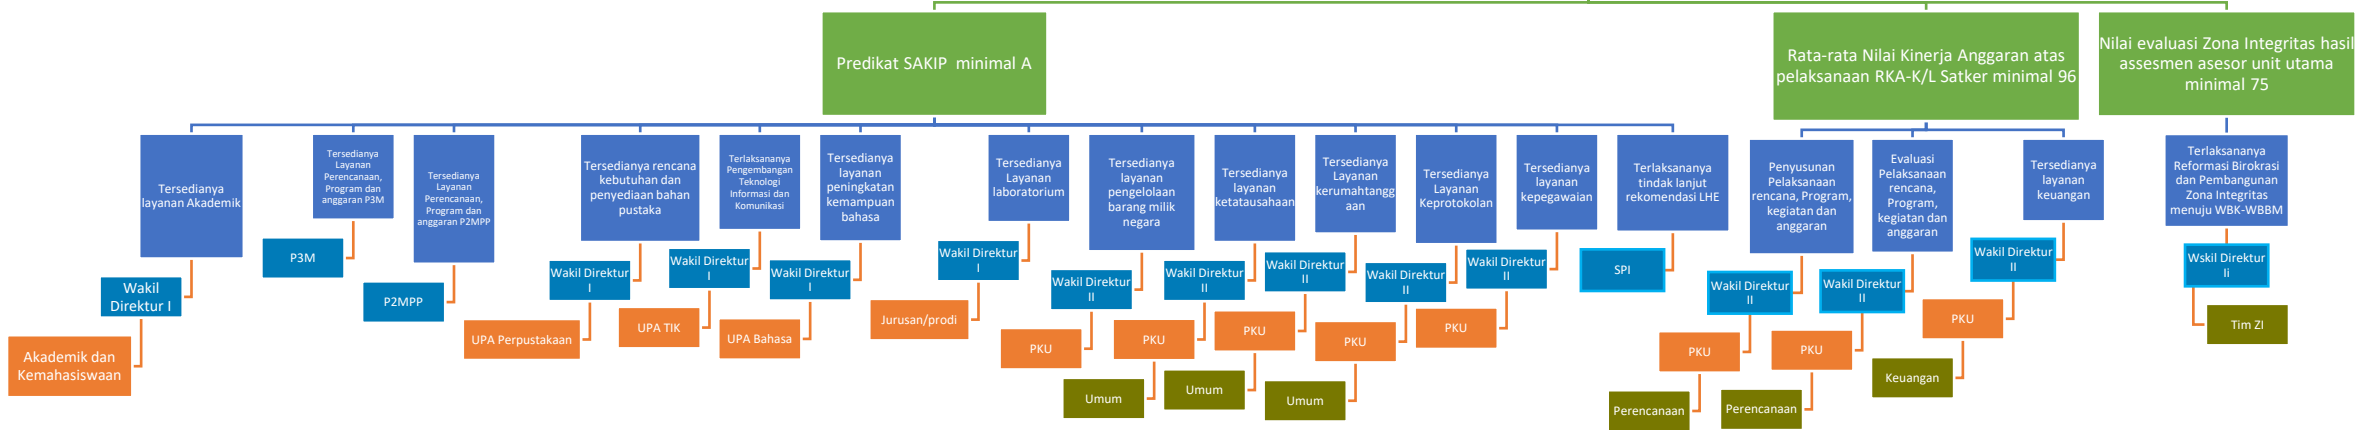 Predikat SAKIP minimal A
Rata-rata Nilai Kinerja Anggaran atas
pelaksanaan RKA-K/L Satker minimal 96
Nilai evaluasi Zona Integritas hasil
assesmen asesor unit utama
minimal 75
Tersedianya
layanan Akademik
Tersedianya
Layanan
Perencanaan,
Program dan
anggaran P3M
Tersedianya
Layanan
Perencanaan,
Program dan
anggaran P2MPP
Tersedianya rencana
kebutuhan dan
penyediaan bahan
pustaka
Terlaksananya
Pengembangan
Teknologi
Informasi dan
Komunikasi
Tersedianya
layanan
peningkatan
kemampuan
bahasa
Tersedianya
Layanan
laboratorium
Tersedianya
layanan
pengelolaan
barang milik
negara
Tersedianya
layanan
ketatausahaan
Tersedianya
Layanan
kerumahtangg
aan
Tersedianya
Layanan
Keprotokolan
Tersedianya
layanan
kepegawaian
Terlaksananya
tindak lanjut
rekomendasi LHE
Penyusunan
Pelaksanaan
rencana, Program,
kegiatan dan
anggaran
Evaluasi
Pelaksanaan
rencana,
Program,
kegiatan dan
anggaran
Tersedianya
layanan
keuangan
Terlaksananya
Reformasi Birokrasi
dan Pembangunan
Zona Integritas
menuju WBK-WBBM
Wakil
Direktur I
P3M
P2MPP
Wakil Direktur
I
Wakil Direktur
I
Wakil Direktur
I
Wakil Direktur
I
Wakil Direktur
II
Wakil Direktur
II
Wakil Direktur
II
Wakil Direktur
II
Wakil Direktur
II
SPI
Wakil Direktur
II
Wakil Direktur
II
Wakil Direktur
II
Wskil Direktur
Ii
Akademik dan
Kemahasiswaan
UPA Perpustakaan
UPA TIK
UPA Bahasa
Jurusan/prodi
PKU
PKU
PKU
PKU
PKU
PKU
PKU
PKU
Tim ZI
Umum
Umum
Umum
Perencanaan
Perencanaan
Keuangan